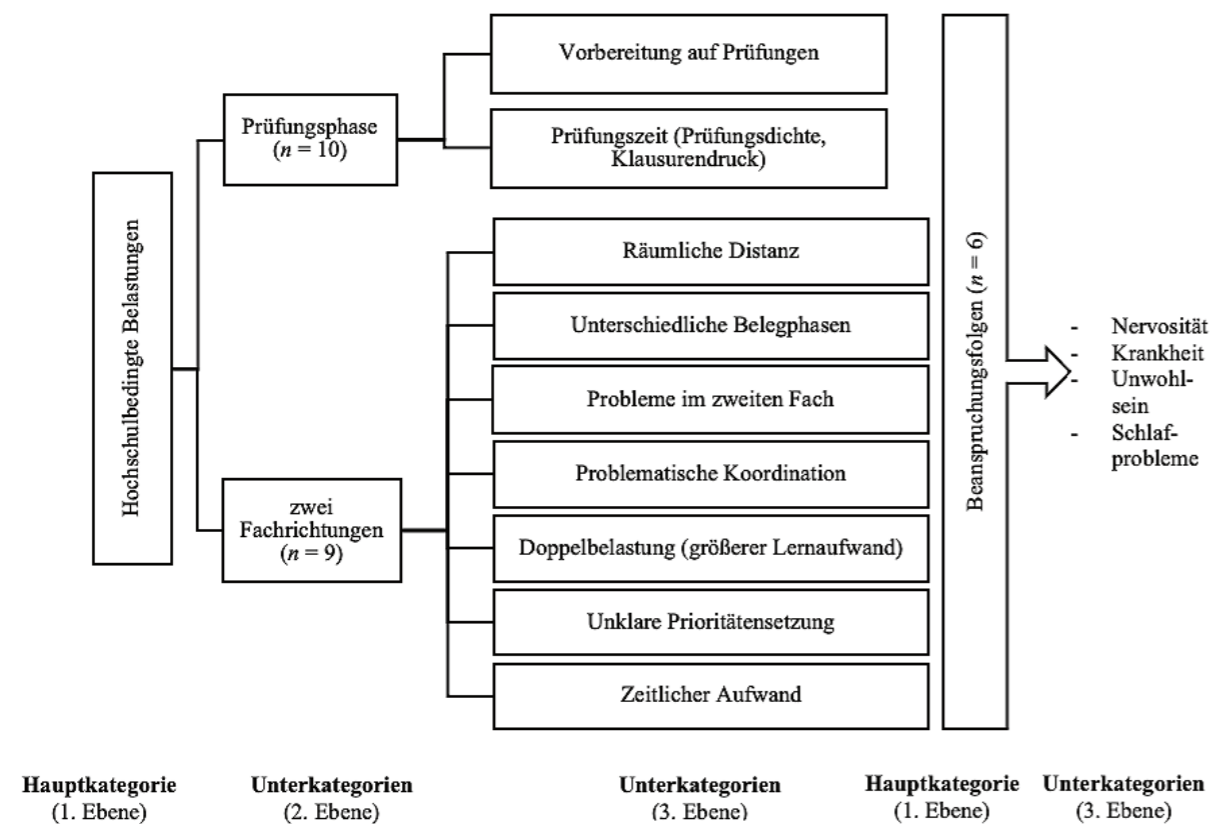 Hochschulbedingte Belastungen
Prüfungsphase
(n = 10)
Vorbereitung auf Prüfungen
Prüfungszeit (Prüfungsdichte,
Klausurendruck)
zwei
Fachrichtungen
(n = 9)
Räumliche Distanz
Unterschiedliche Belegphasen
Probleme im zweiten Fach
Problematische Koordination
Doppelbelastung (größerer Lernaufwand)
Unklare Prioritätensetzung
Zeitlicher Aufwand
Beanspruchungsfolgen (n = 6)
- Nervosität
- Krankheit
- Unwohl-
sein
- Schlaf-
probleme
Hauptkategorie
(1. Ebene)
Unterkategorien
(2. Ebene)
Unterkategorien
(3. Ebene)
Hauptkategorie
(1. Ebene)
Unterkategorien
(3. Ebene)